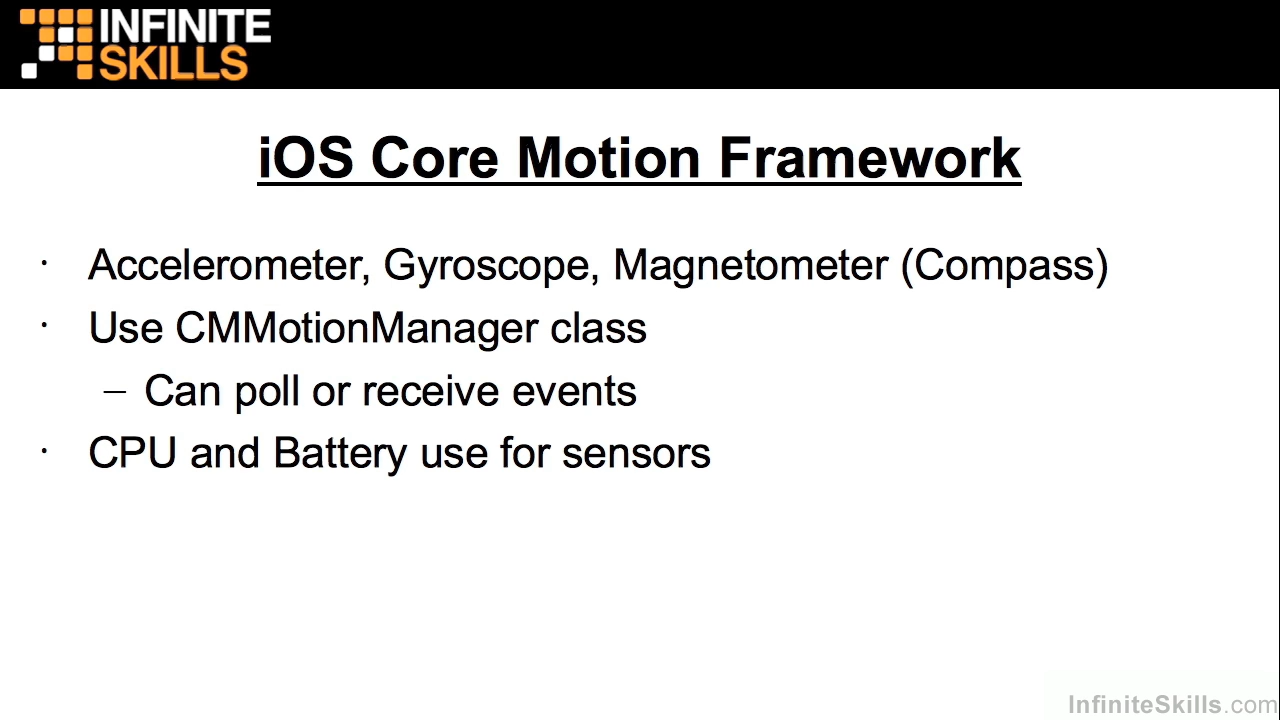 INFINITE
SKILLS
iOS Core Motion Framework
· Accelerometer, Gyroscope, Magnetometer (Compass)
· Use CMMotionManager class
– Can poll or receive events
· CPU and Battery use for sensors
InfiniteSkills.com